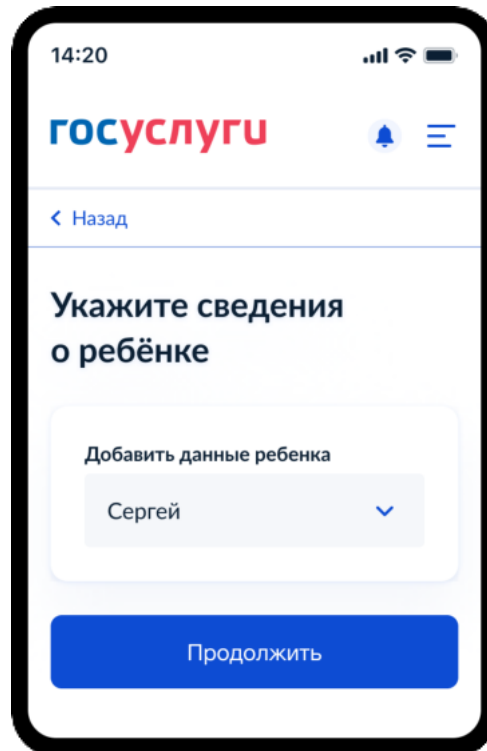 14:20
госуслуги
Назад
Укажите сведения
о ребёнке
Добавить данные ребенка
Сергей
Продолжить